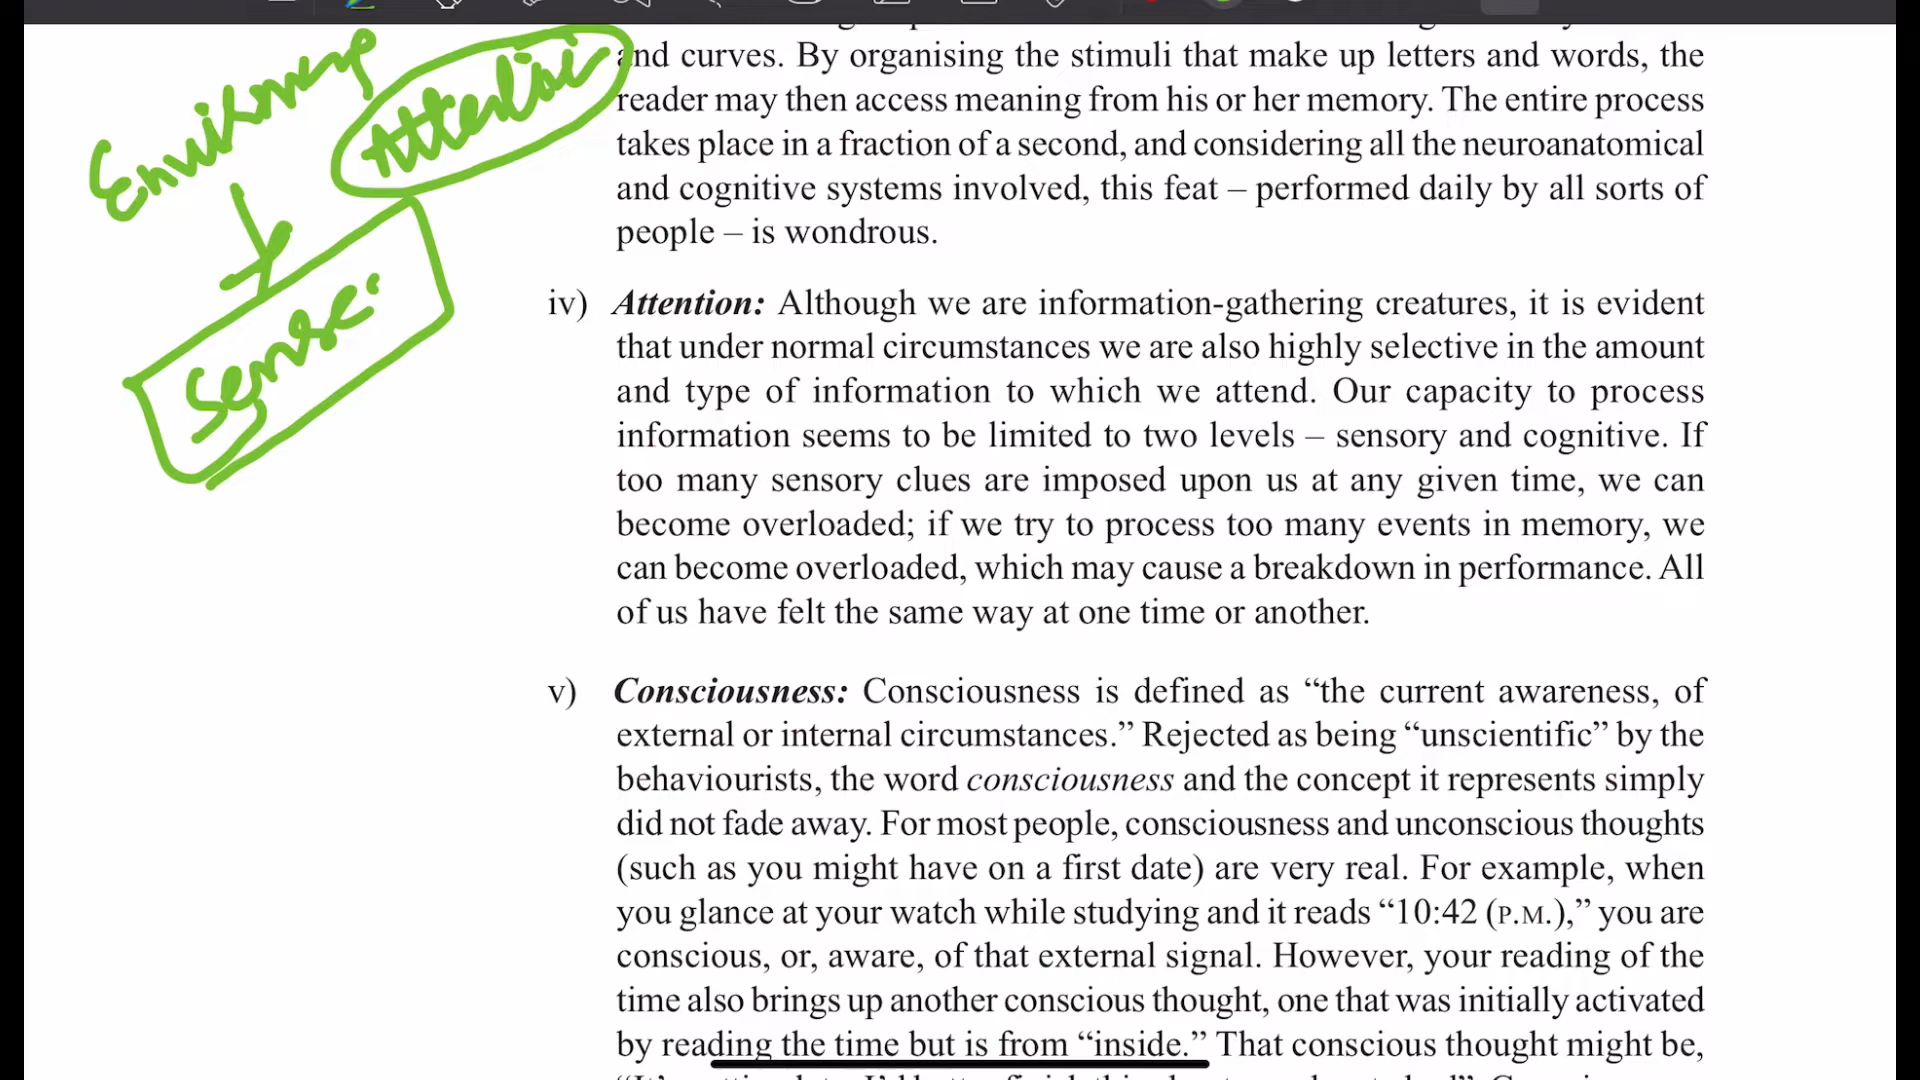 and curves. By organising the stimuli that make up letters and words, the
reader may then access meaning from his or her memory. The entire process
takes place in a fraction of a second, and considering all the neuroanatomical
and cognitive systems involved, this feat – performed daily by all sorts of
people – is wondrous.
iv) Attention: Although we are information-gathering creatures, it is evident
that under normal circumstances we are also highly selective in the amount
and type of information to which we attend. Our capacity to process
information seems to be limited to two levels – sensory and cognitive. If
too many sensory clues are imposed upon us at any given time, we can
become overloaded; if we try to process too many events in memory, we
can become overloaded, which may cause a breakdown in performance. All
of us have felt the same way at one time or another.
v) Consciousness: Consciousness is defined as “the current awareness, of
external or internal circumstances.” Rejected as being “unscientific” by the
behaviourists, the word consciousness and the concept it represents simply
did not fade away. For most people, consciousness and unconscious thoughts
(such as you might have on a first date) are very real. For example, when
you glance at your watch while studying and it reads “10:42 (P.M.),” you are
conscious, or, aware, of that external signal. However, your reading of the
time also brings up another conscious thought, one that was initially activated
by reading the time but is from “inside.” That conscious thought might be,